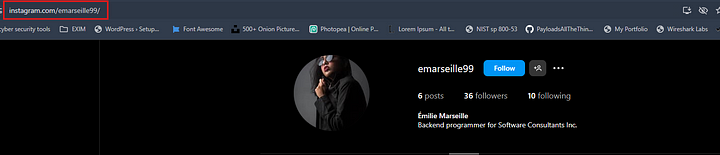 instagram.com/emarseille99/
cyber security tools EXIM WordPress › Setup... Font Awesome 500+ Onion Picture... Photopea | Online P... Lorem Ipsum - All t... NIST sp 800-53 PayloadsAllTheThin... My Portfolio Wireshark Labs
emarseille99 Follow
6 posts 36 followers 10 following
Émilie Marseille
Backend programmer for Software Consultants Inc.